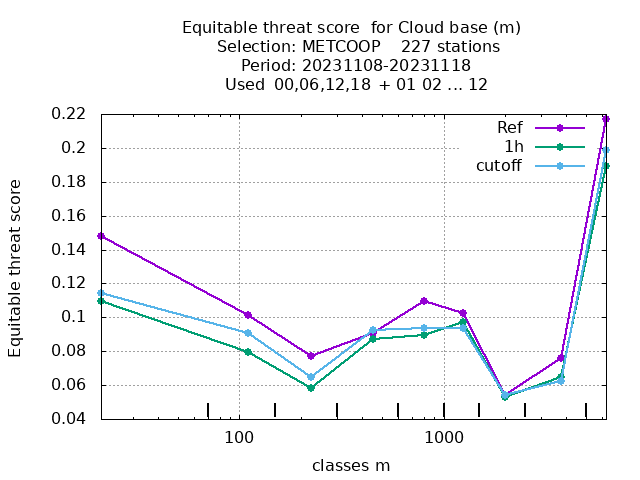 Equitable threat score  for Cloud base (m)
Selection: METCOOP    227 stations
Period: 20231108-20231118
Used  00,06,12,18  + 01 02 ... 12
Ref
1h
cutoff
Equitable threat score
0.22
0.2
0.18
0.16
0.14
0.12
0.1
0.08
0.06
0.04
100
1000
classes m